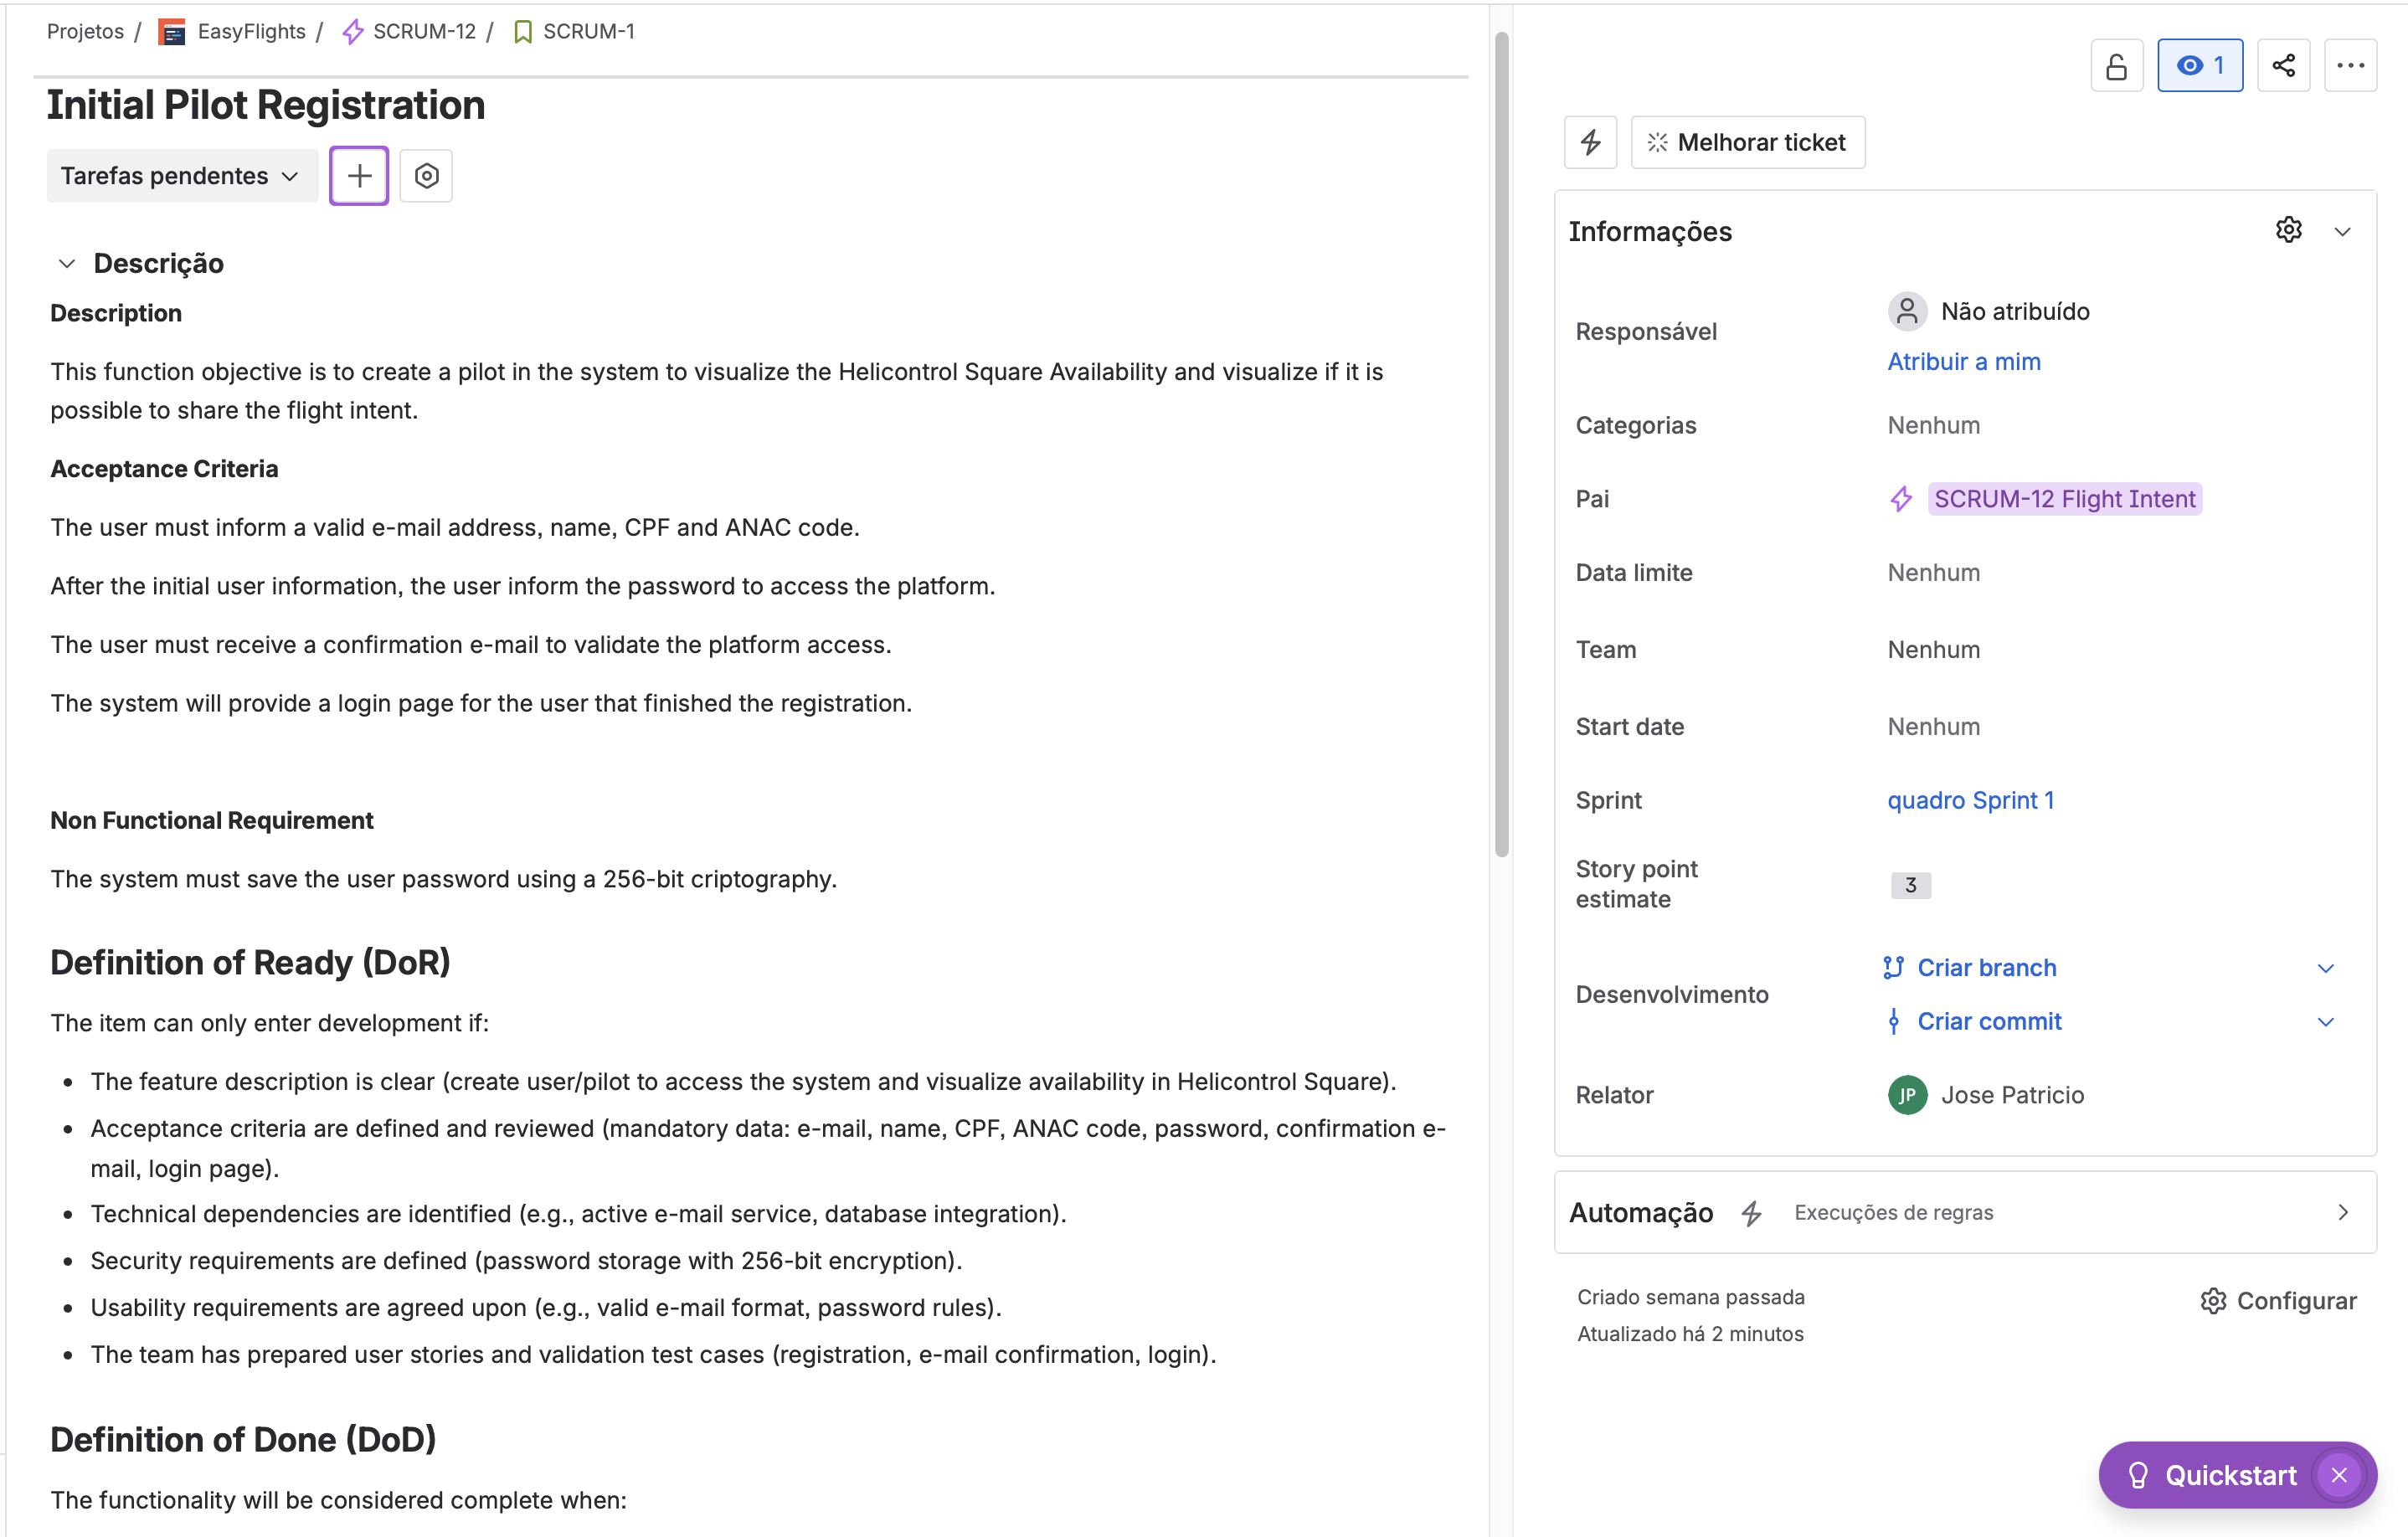 Projetos / EasyFlights / SCRUM-12 / SCRUM-1
Initial Pilot Registration
Tarefas pendentes
Descrição
Description
This function objective is to create a pilot in the system to visualize the Helicontrol Square Availability and visualize if it is
possible to share the flight intent.
Acceptance Criteria
The user must inform a valid e-mail address, name, CPF and ANAC code.
After the initial user information, the user inform the password to access the platform.
The user must receive a confirmation e-mail to validate the platform access.
The system will provide a login page for the user that finished the registration.
Non Functional Requirement
The system must save the user password using a 256-bit criptography.
Definition of Ready (DoR)
The item can only enter development if:
• The feature description is clear (create user/pilot to access the system and visualize availability in Helicontrol Square).
• Acceptance criteria are defined and reviewed (mandatory data: e-mail, name, CPF, ANAC code, password, confirmation e-
mail, login page).
• Technical dependencies are identified (e.g., active e-mail service, database integration).
• Security requirements are defined (password storage with 256-bit encryption).
• Usability requirements are agreed upon (e.g., valid e-mail format, password rules).
• The team has prepared user stories and validation test cases (registration, e-mail confirmation, login).
Definition of Done (DoD)
The functionality will be considered complete when:
1
Melhorar ticket
Informações
Responsável
Não atribuído
Atribuir a mim
Categorias
Nenhum
Pai
SCRUM-12 Flight Intent
Data limite
Nenhum
Team
Nenhum
Start date
Nenhum
Sprint
quadro Sprint 1
Story point
estimate
3
Desenvolvimento
Criar branch
Criar commit
Relator
JP Jose Patricio
Automação Execuções de regras
Criado semana passada
Atualizado há 2 minutos
Configurar
Quickstart